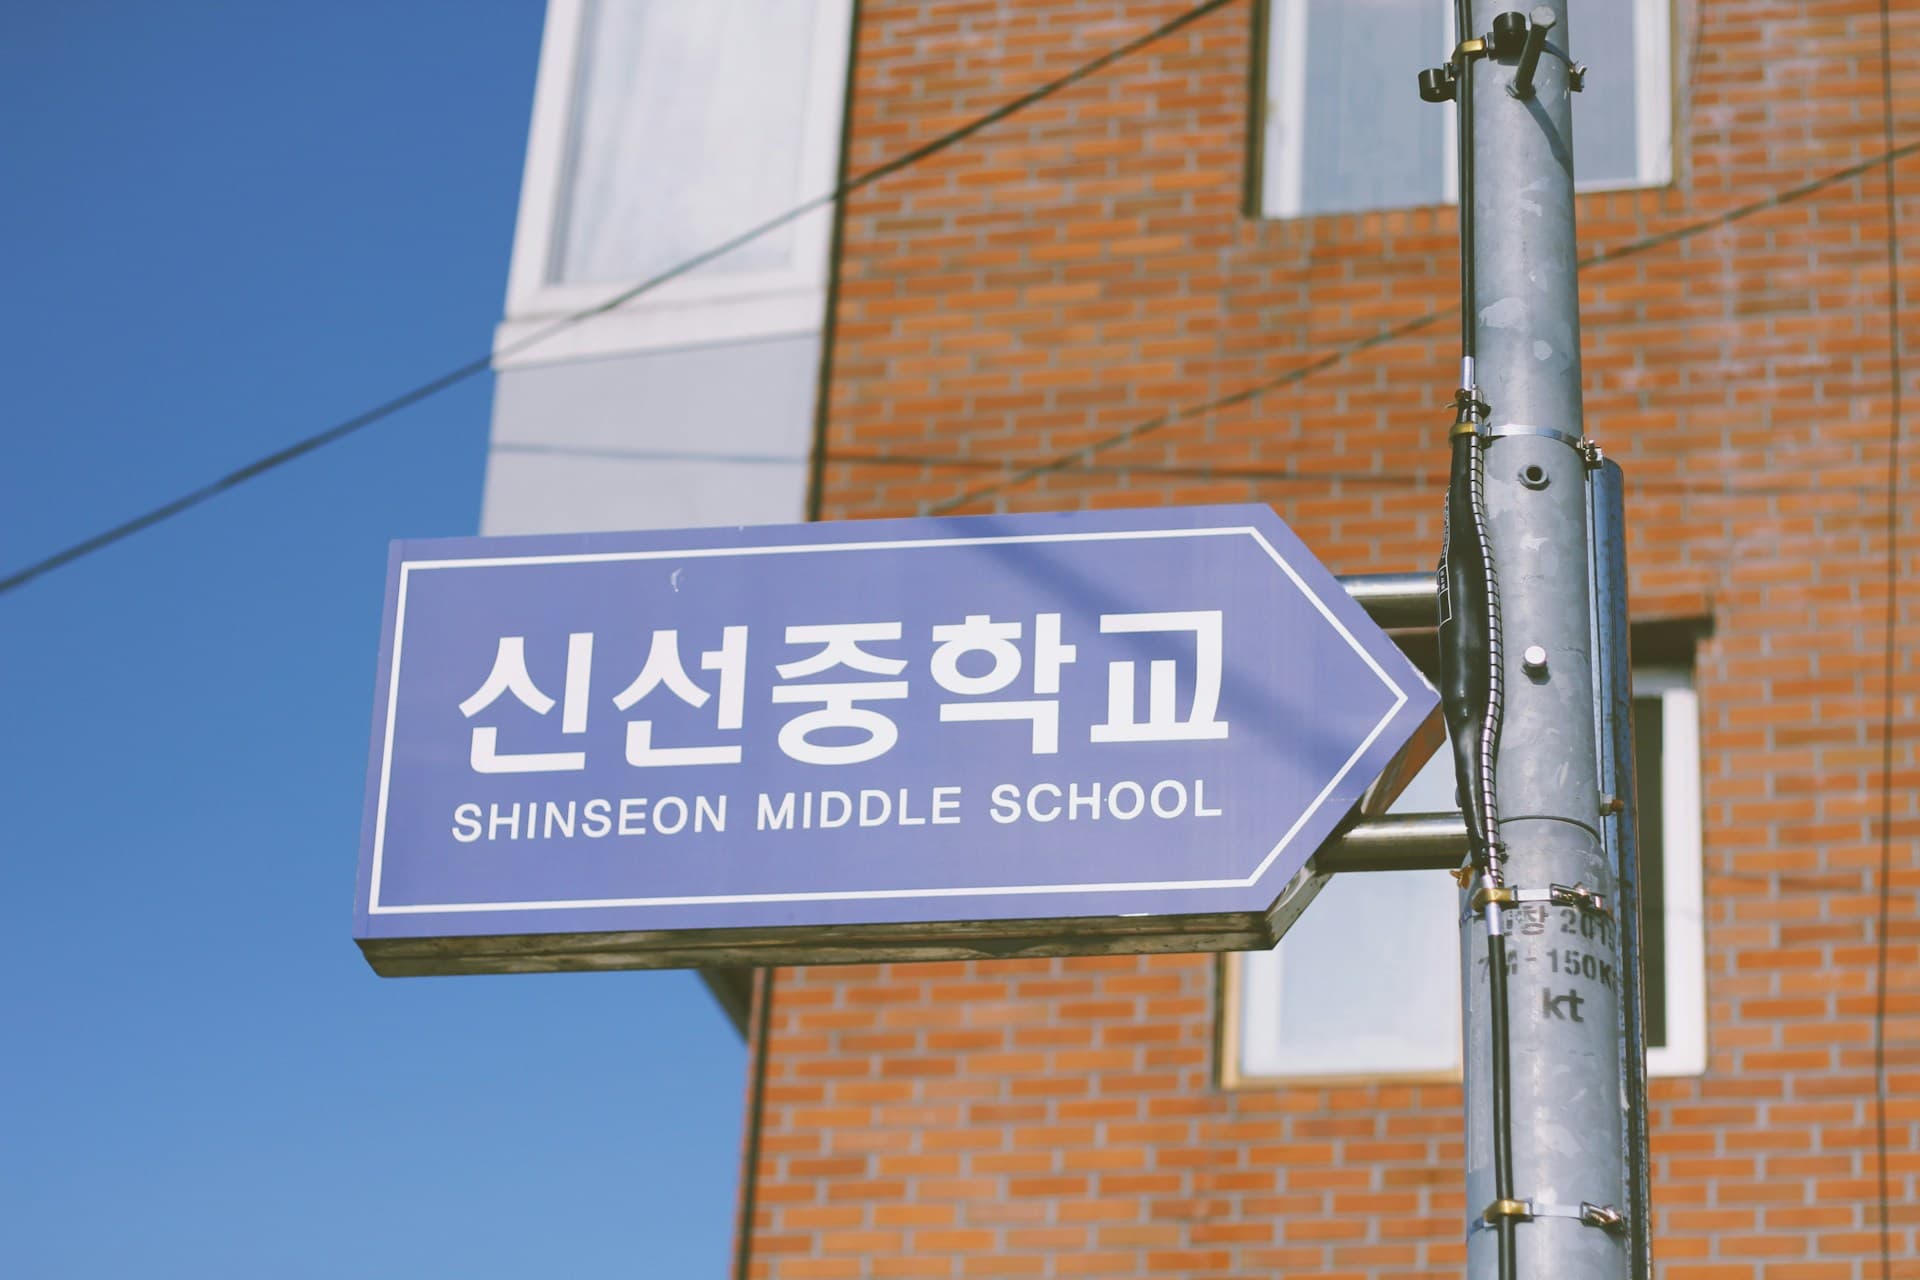 신선중학교
SHINSEON MIDDLE SCHOOL
kt